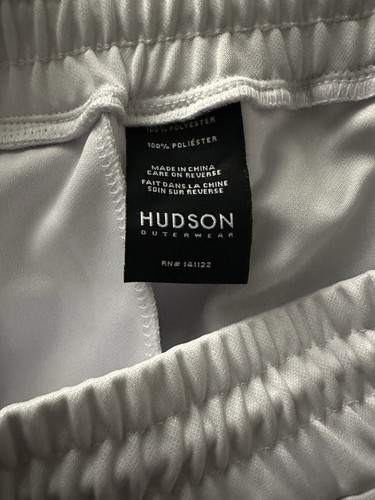 100% POLYESTER
100% POLIÉSTER
MADE IN CHINA
CARE ON REVERSE
FAIT DANS LA CHINE
SOIN SUR REVERSE
HUDSON
OUTERWEAR
RN# 141122